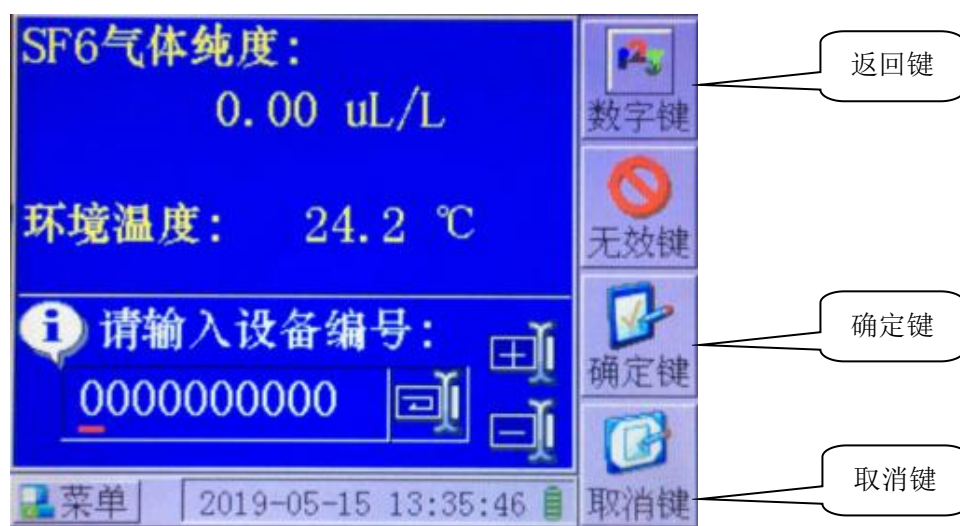 SF6气体纯度:
0.00 uL/L
环境温度: 24.2 ℃
请输入设备编号:
0000000000
菜单
2019-05-15 13:35:46
123
数字键
无效键
确定键
取消键
返回键
确定键
取消键